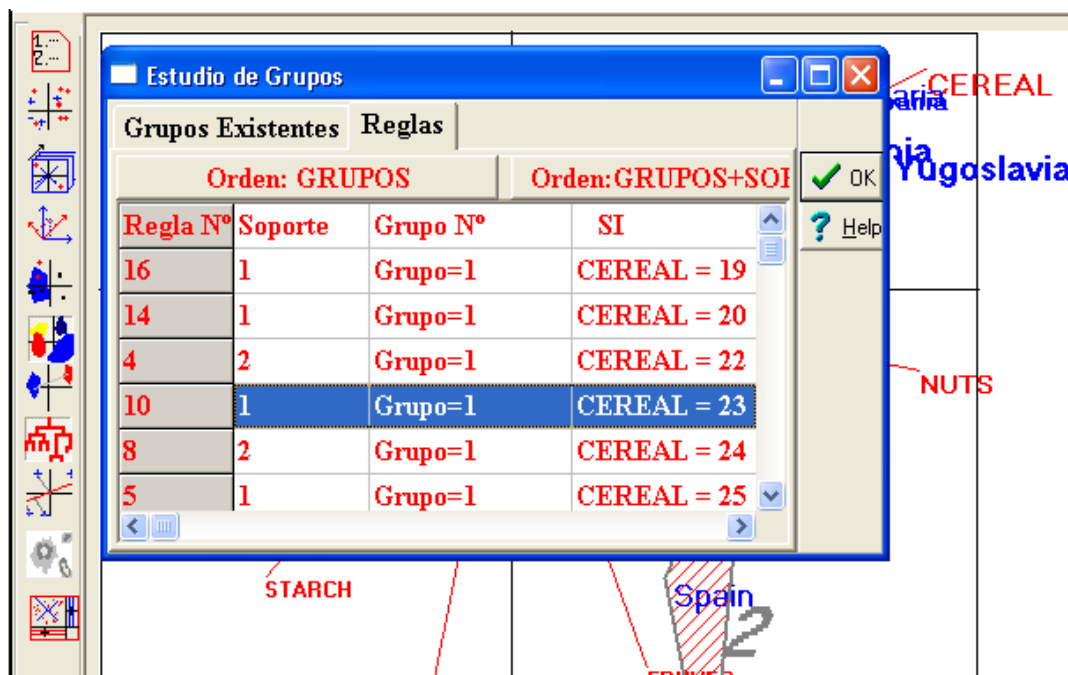 1.
2.
Estudio de Grupos
Grupos Existentes Reglas
Orden: GRUPOS Orden:GRUPOS+SO
OK
Help
Regla Nº Soporte Grupo Nº SI
16 1 Grupo=1 CEREAL = 19
14 1 Grupo=1 CEREAL = 20
4 2 Grupo=1 CEREAL = 22
10 1 Grupo=1 CEREAL = 23
8 2 Grupo=1 CEREAL = 24
5 1 Grupo=1 CEREAL = 25
CEREAL
aria
Yugoslavia
NUTS
STARCH
Spain
2